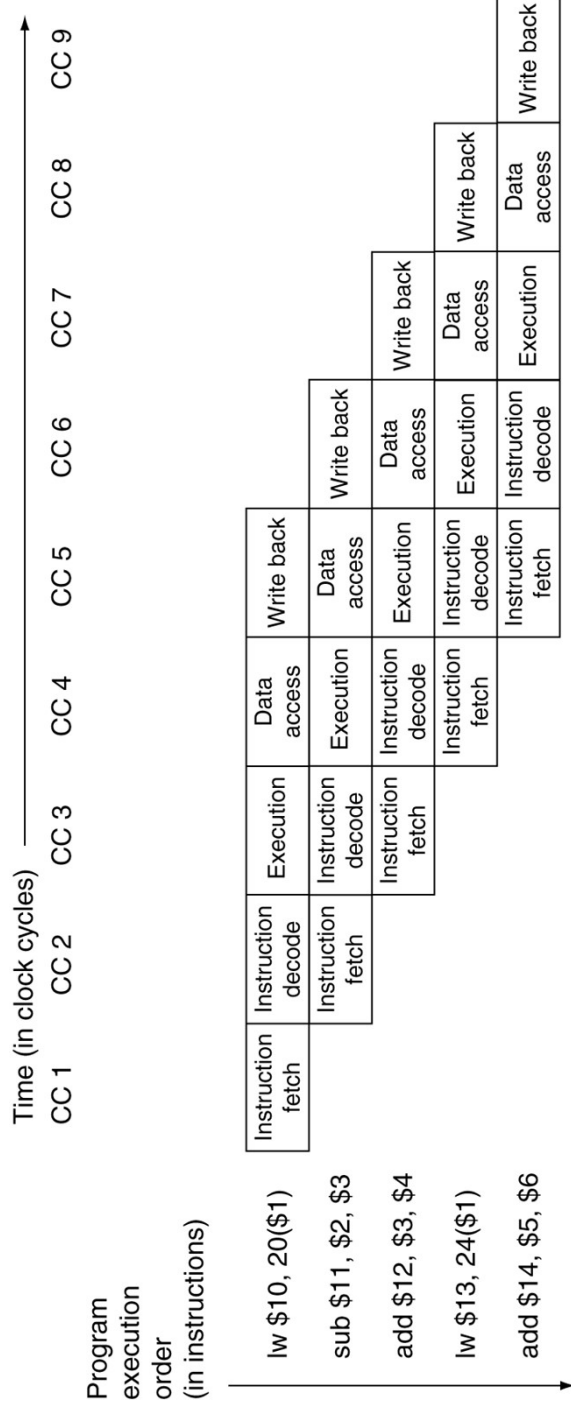 Time (in clock cycles)
CC 1 CC 2 CC 3 CC 4 CC 5 CC 6 CC 7 CC 8 CC 9
Program
execution
order
(in instructions)
lw $10, 20($1)
Instruction
fetch
Instruction
decode
Execution
Data
access
Write back
sub $11, $2, $3
Instruction
fetch
Instruction
decode
Execution
Data
access
Write back
add $12, $3, $4
Instruction
fetch
Instruction
decode
Execution
Data
access
Write back
lw $13, 24($1)
Instruction
fetch
Instruction
decode
Execution
Data
access
Write back
add $14, $5, $6
Instruction
fetch
Instruction
decode
Execution
Data
access
Write back